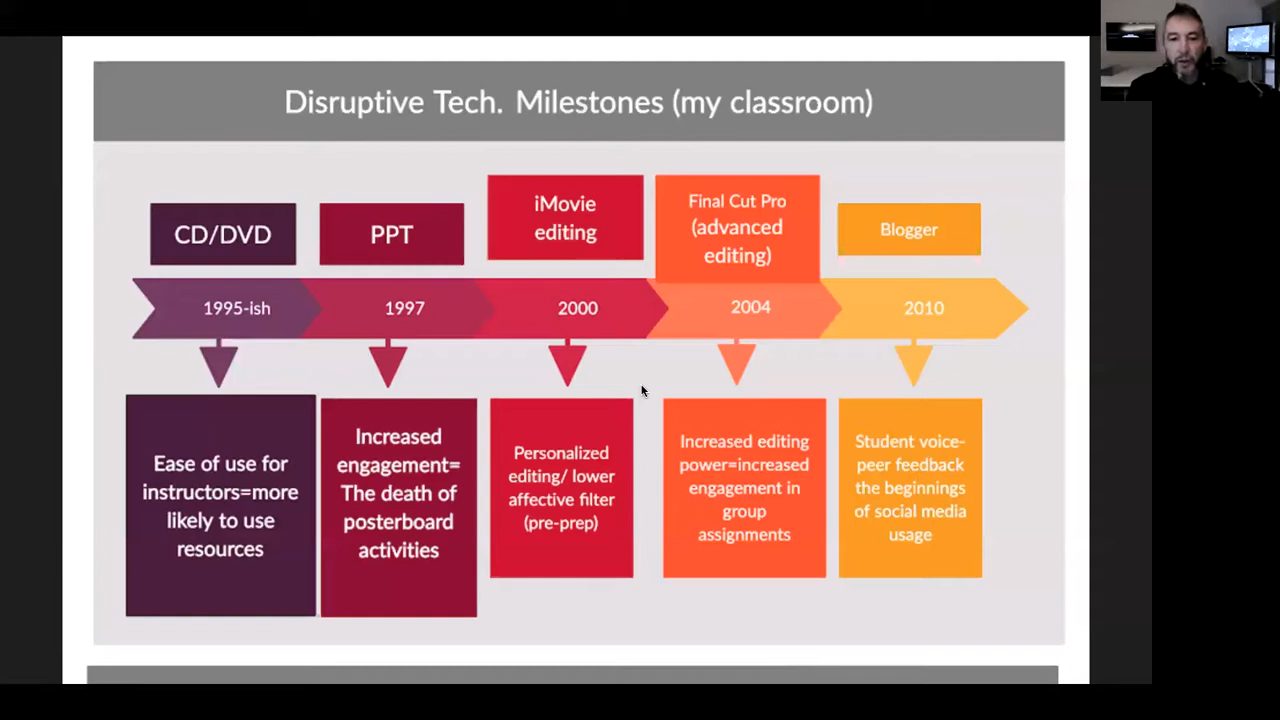 Disruptive Tech. Milestones (my classroom)
CD/DVD
PPT
iMovie
editing
Final Cut Pro
(advanced
editing)
Blogger
1995-ish
1997
2000
2004
2010
Ease of use for
instructors=more
likely to use
resources
Increased
engagement=
The death of
posterboard
activities
Personalized
editing/ lower
affective filter
(pre-prep)
Increased editing
power=increased
engagement in
group
assignments
Student voice-
peer feedback
the beginnings
of social media
usage